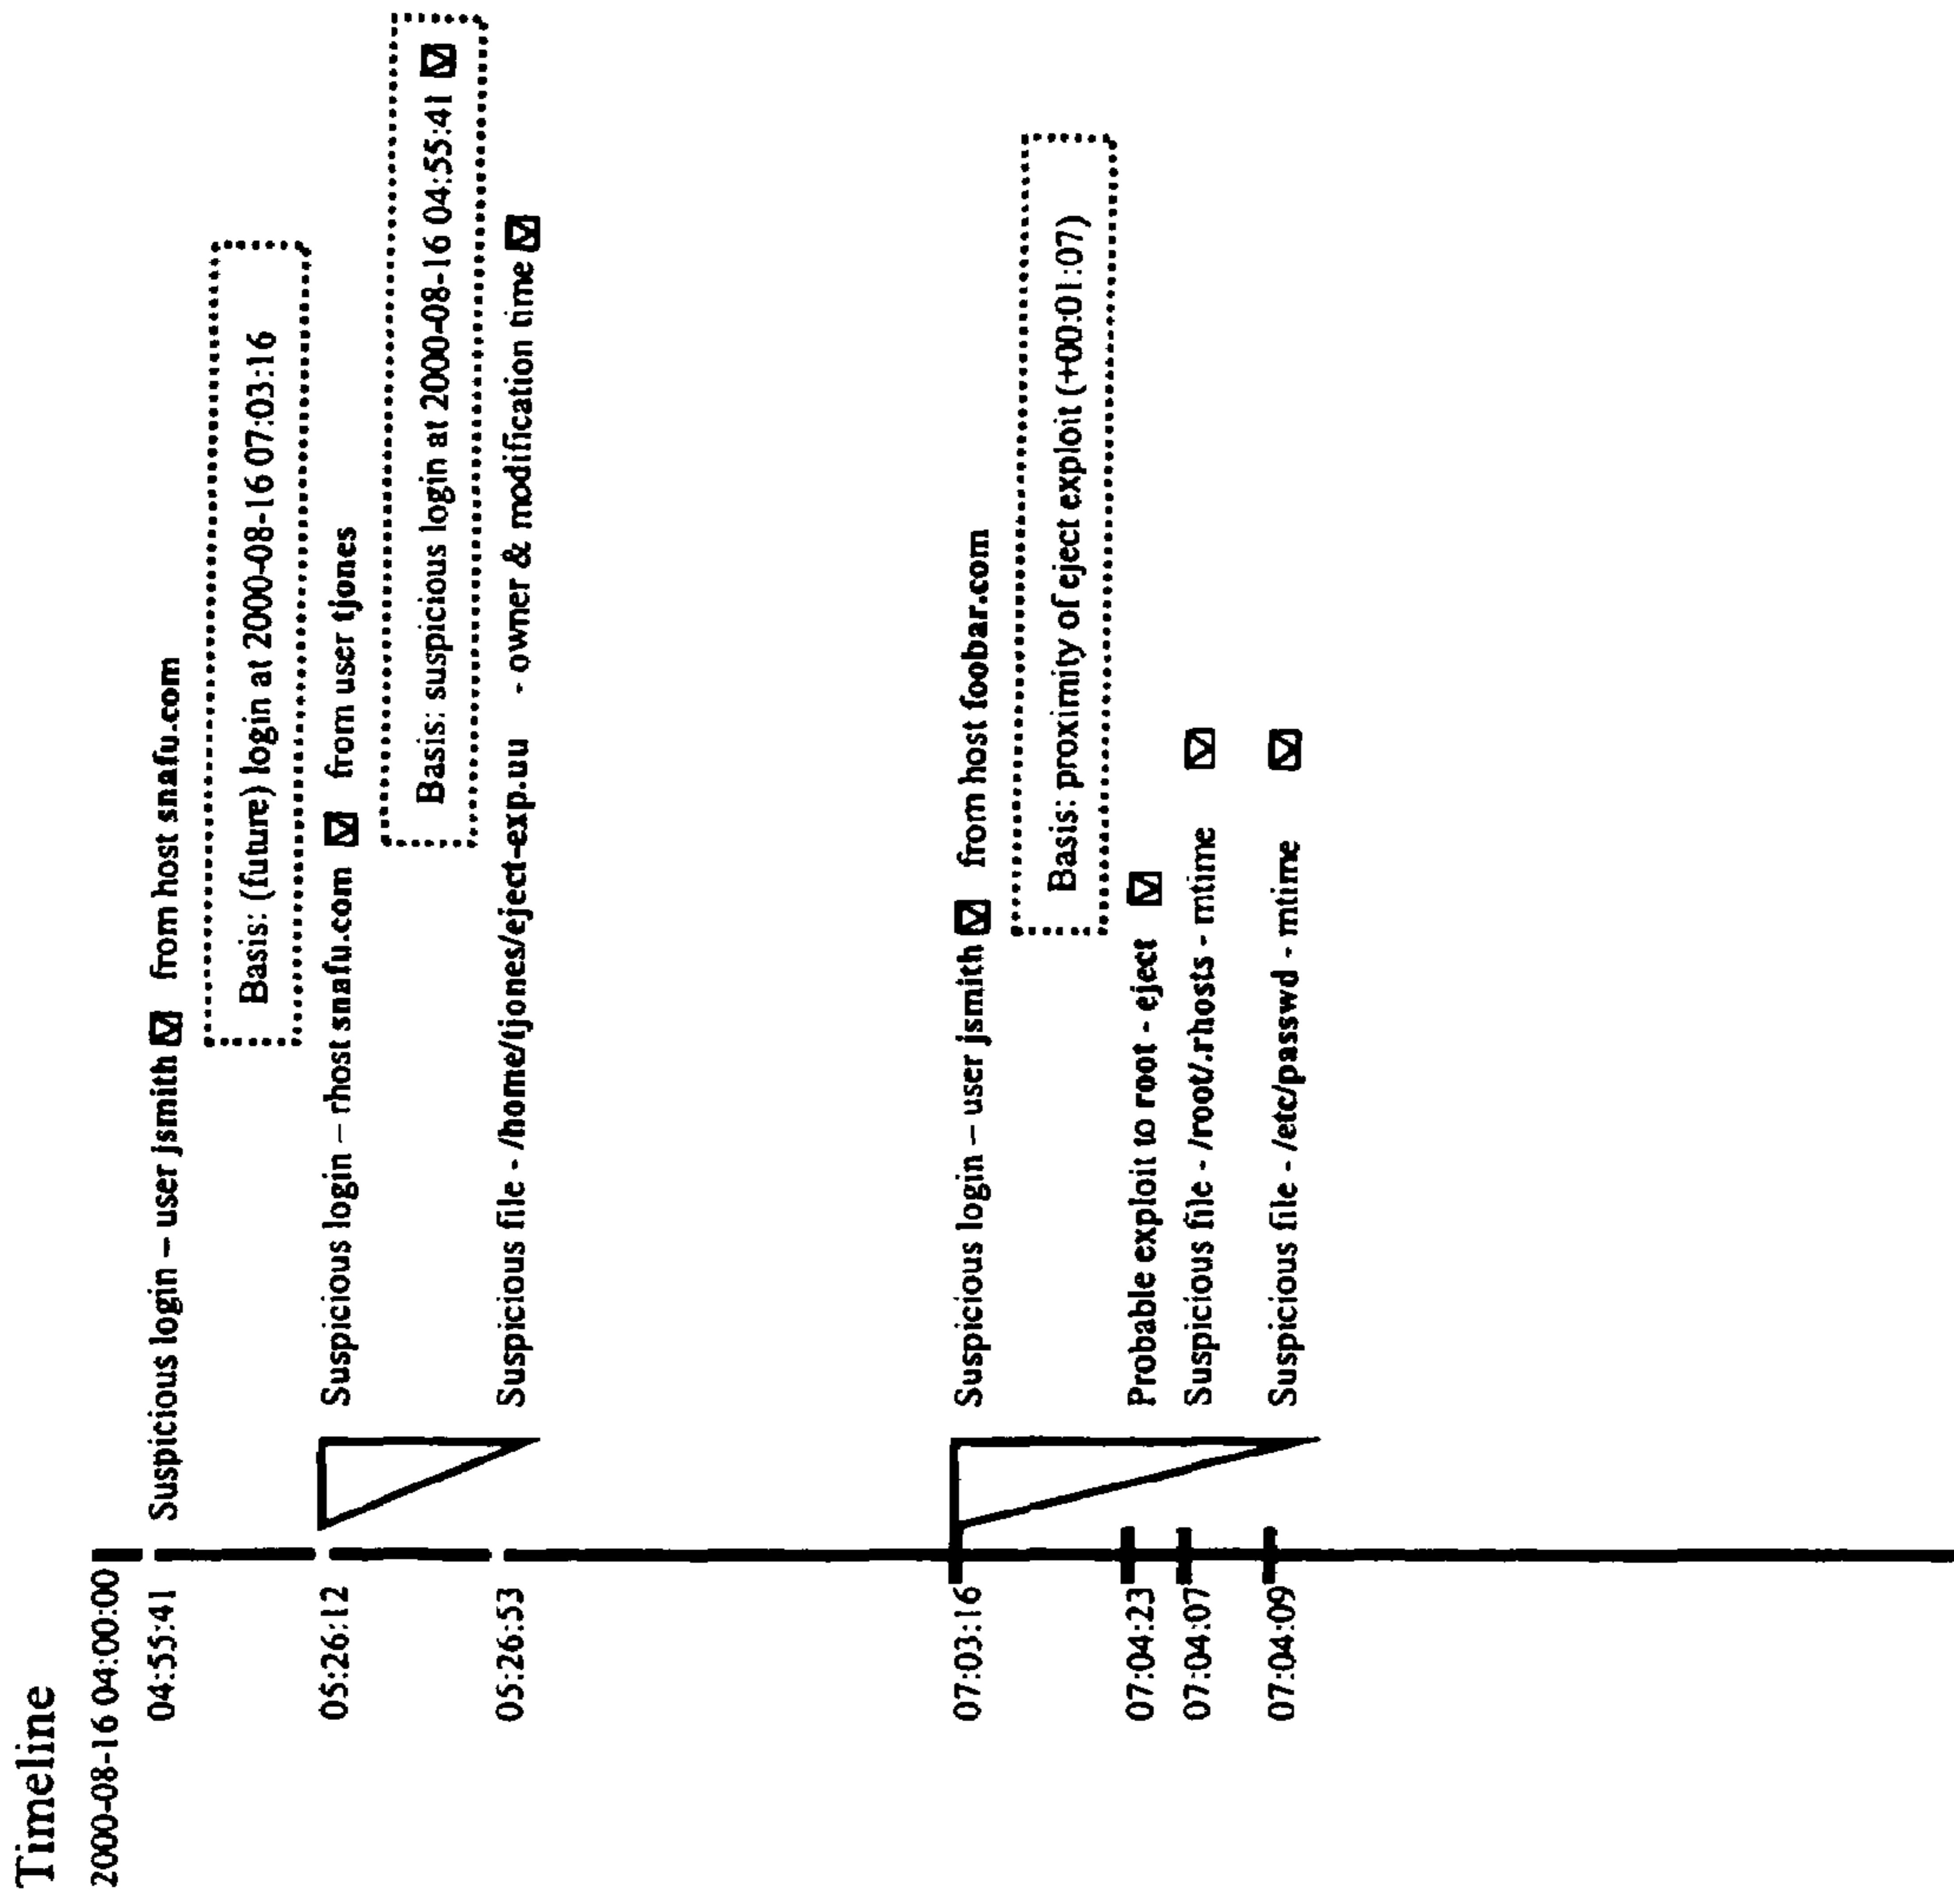 Timeline
2000-08-16 04:00:00
04:55:41 Suspicious login – user jsmith from host snafu.com
Basis: (future) login at 2000-08-16 07:03:16
05:26:12 Suspicious login – rhost snafu.com from user tjones
Basis: suspicious login at 2000-08-16 04:55:41
05:26:53 Suspicious file - /home/tjones/eject-exp.uu - owner & modification time
07:03:16 Suspicious login – user jsmith from host foobar.com
Basis: proximity of eject exploit (+00:01:07)
07:04:23 Probable exploit to root - eject
07:04:07 Suspicious file - /root/.rhosts - mtime
07:04:09 Suspicious file - /etc/passwd - mtime